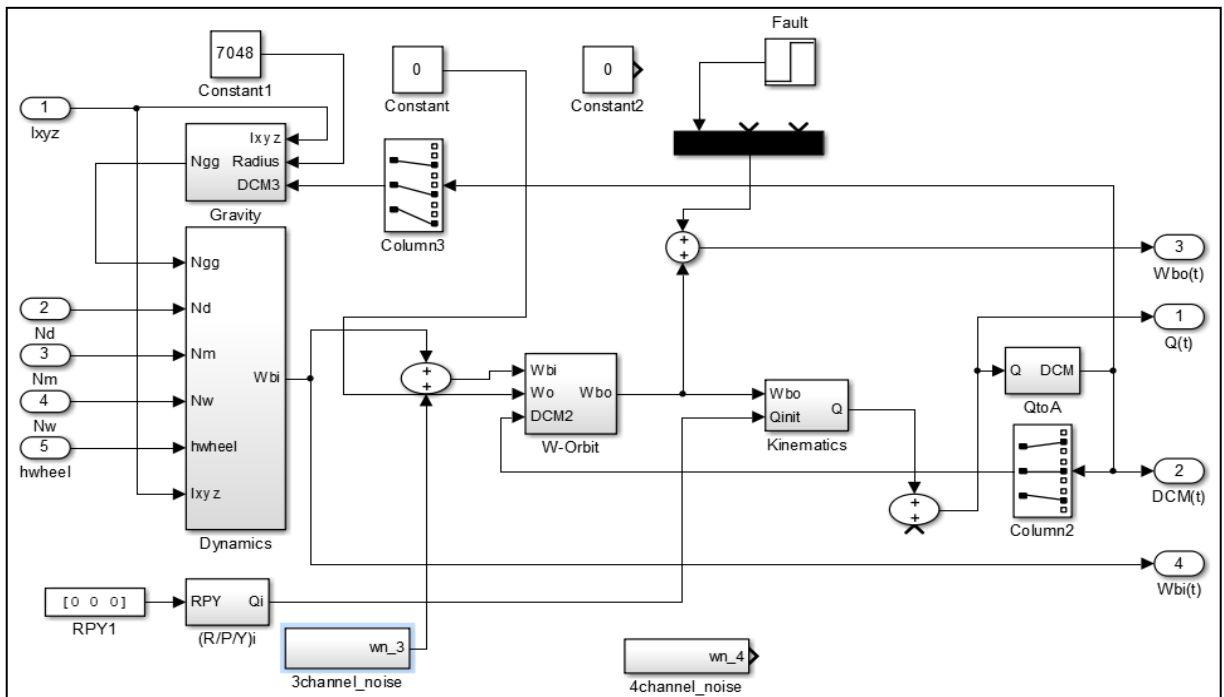 Fault
7048
0
0
Constant1
Constant
Constant2
1
Ixyz
Ixyz
Ngg
Radius
DCM3
Gravity
Column3
Ngg
3
Wbo(t)
2
Nd
Nd
1
Q(t)
3
Nm
Nm
+
+
Wbi
+
+
Wbi
Wo
Wbo
DCM2
W-Orbit
Q
DCM
QtoA
4
Nw
Nw
Wbo
Qinit
Q
Kinematics
5
hwheel
hwheel
2
DCM(t)
Ixyz
+
+
Column2
Dynamics
4
Wbi(t)
[0 0 0]
RPY1
RPY
Qi
(R/P/Y)i
wn_3
3channel_noise
wn_4
4channel_noise